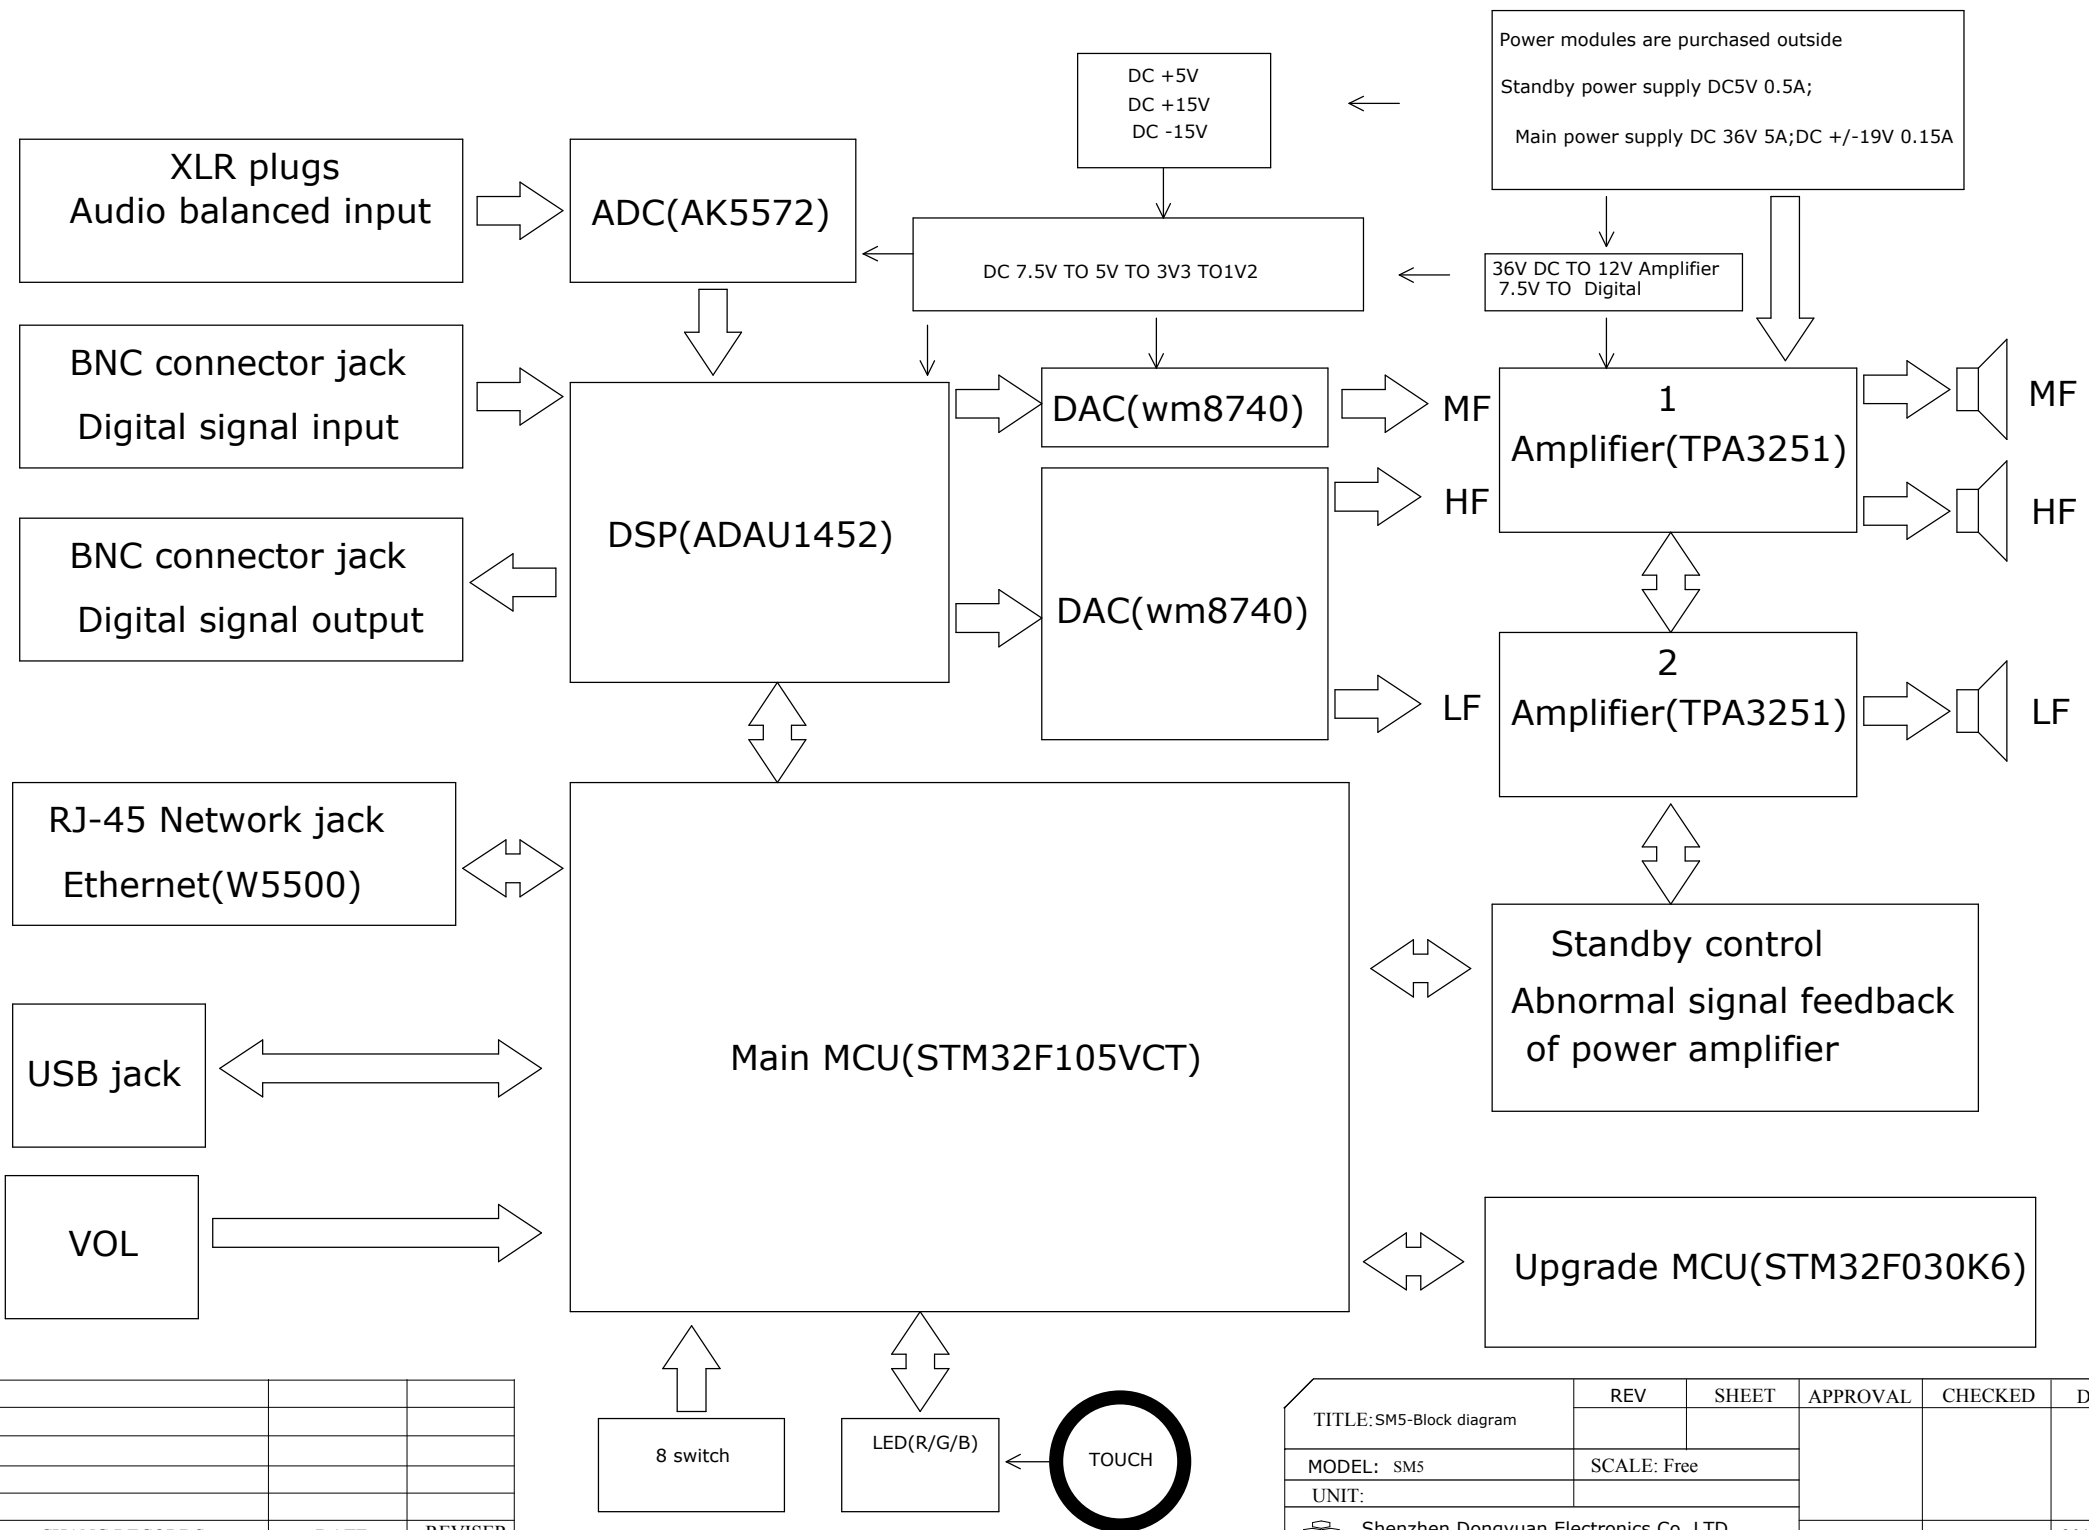 Power modules are purchased outside
Standby power supply DC5V 0.5A;
Main power supply DC 36V 5A;DC +/-19V 0.15A
DC +5V
DC +15V
DC -15V
XLR plugs
Audio balanced input
ADC(AK5572)
DC 7.5V TO 5V TO 3V3 TO1V2
36V DC TO 12V Amplifier
7.5V TO Digital
BNC connector jack
Digital signal input
DAC(wm8740)
MF
1
Amplifier(TPA3251)
MF
HF
HF
BNC connector jack
Digital signal output
DSP(ADAU1452)
DAC(wm8740)
LF
2
Amplifier(TPA3251)
LF
RJ-45 Network jack
Ethernet(W5500)
Standby control
Abnormal signal feedback
of power amplifier
USB jack
Main MCU(STM32F105VCT)
VOL
Upgrade MCU(STM32F030K6)
8 switch
LED(R/G/B)
TOUCH
TITLE:SM5-Block diagram
REV SHEET APPROVAL CHECKED
MODEL: SM5
SCALE: Free
UNIT:
Shenzhen Dongyuan Electronics Co.,LTD
REVISER